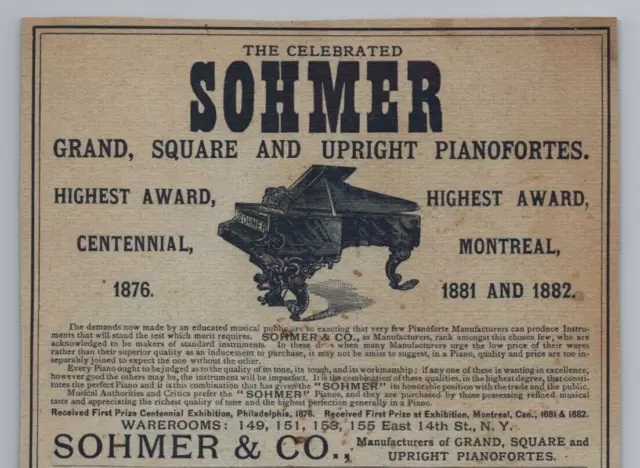 THE CELEBRATED
SOHMER
GRAND, SQUARE AND UPRIGHT PIANOFORTES.
HIGHEST AWARD,
CENTENNIAL,
1876.
SOHMER
HIGHEST AWARD,
MONTREAL,
1881 AND 1882.
The demands now made by an educated musical public are so exacting that very few Pianoforte Manufacturers can produce Instru-
ments that will stand the test which merit requires. SOHMER & CO., as Manufacturers, rank amongst this chosen few, who are
acknowledged to be makers of standard instruments. In these when many Manufacturers urge the low price of their wares
rather than their superior quality as an inducement to purchase, it may not be amiss to suggest, in a Piano, quality and price are too in-
separably joined to expect the one without the other.
Every Piano ought to be judged as to the quality of its tone, its touch, and its workmanship; if any one of these is wanting in excellence,
however good the others may be, the instrument will be imperfect. It is the combination of these qualities, in the highest degree, that consti-
tutes the perfect Piano and it is this combination that has given the "SOHMER" its honorable position with the trade and the public.
Musical Authorities and Critics prefer the "SOHMER" Pianos, and they are purchased by those possessing refined musical
taste and appreciating the richest quality of tone and the highest perfection generally in a Piano.
Received First Prize Centennial Exhibition, Philadelphia, 1876. Received First Prize at Exhibition, Montreal, Can., 1881 & 1882.
WAREROOMS: 149, 151, 153, 155 East 14th St., N. Y.
SOHMER & CO., Manufacturers of GRAND, SQUARE and
UPRIGHT PIANOFORTES.